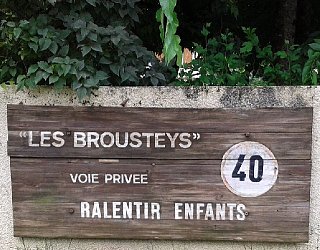 "LES BROUSTEYS"
40
VOIE PRIVEE
RALENTIR ENFANTS